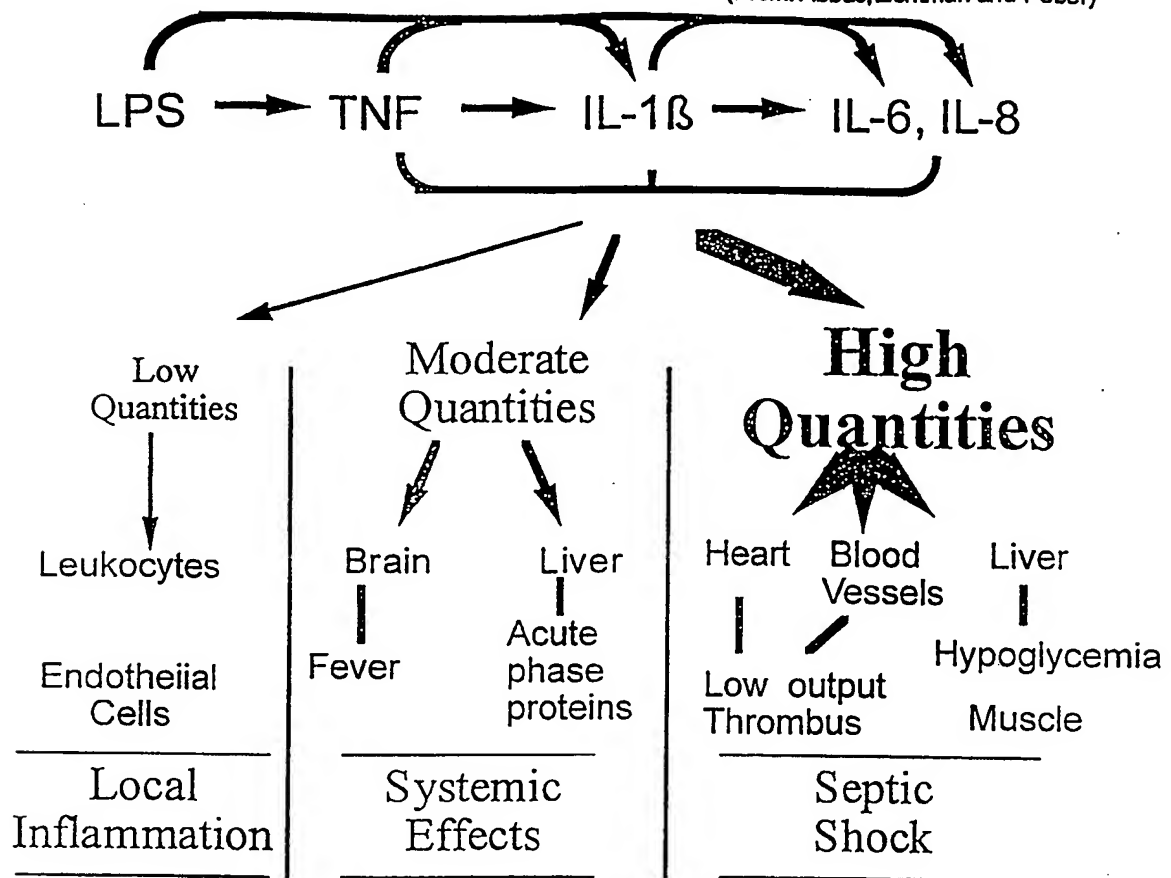 LPS TNF IL-1ß IL-6, IL-8
Low
Quantities
Moderate
Quantities
High
Quantities
Leukocytes
Endotheiial
Cells
Brain
Liver
Fever
Acute
phase
proteins
Heart
Blood
Vessels
Liver
Low output
Thrombus
Hypoglycemia
Muscle
Local
Inflammation
Systemic
Effects
Septic
Shock